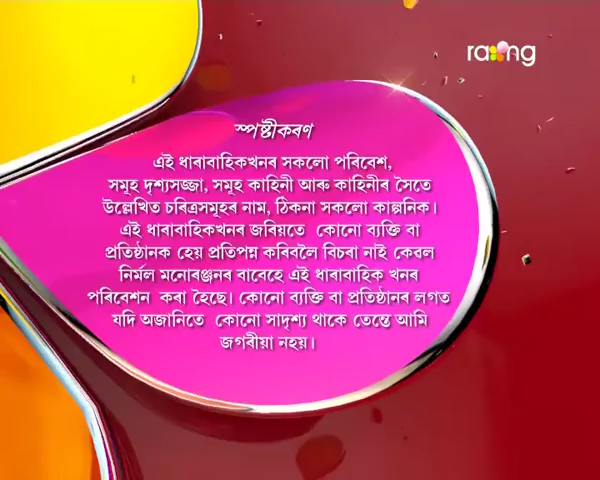 rang
স্পষ্টীকৰণ
এই ধাৰাবাহিকখনৰ সকলো পৰিবেশ,
সমূহ দৃশ্যসজ্জা, সমূহ কাহিনী আৰু কাহিনীৰ সৈতে
উল্লেখিত চৰিত্ৰসমূহৰ নাম, ঠিকনা সকলো কাল্পনিক।
এই ধাৰাবাহিকখনৰ জৰিয়তে কোনো ব্যক্তি বা
প্ৰতিষ্ঠানক হেয় প্ৰতিপন্ন কৰিবলৈ বিচৰা নাই কেৱল
নিৰ্মল মনোৰঞ্জনৰ বাবেহে এই ধাৰাবাহিক খনৰ
পৰিবেশন কৰা হৈছে। কোনো ব্যক্তি বা প্ৰতিষ্ঠানৰ লগত
যদি অজানিতে কোনো সাদৃশ্য থাকে তেন্তে আমি
জগৰীয়া নহয়।